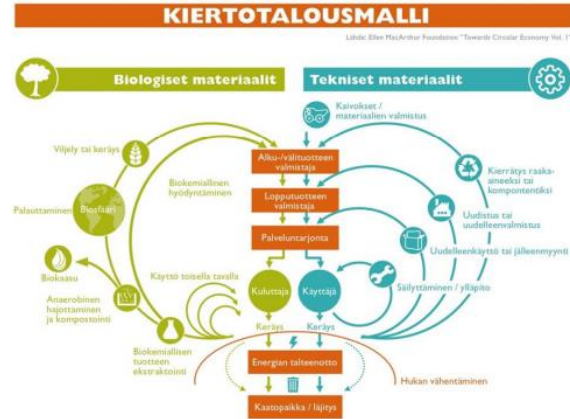 KIERTOTALOUSMALLI
Lähde: Ellen MacArthur Foundation "Towards Circular Economy Vol. 1"
Biologiset materiaalit
Tekniset materiaalit
Kaivokset /
materiaalien valmistus
Viljely tai keräys
Alku-/välituotteen
valmistaja
Kierrätys raaka-
aineeksi tai
kompontentiksi
Biokemiallinen
hyödyntäminen
Lopputuotteen
valmistaja
Uudistus tai
uudelleenvalmistus
Palauttaminen
Biosfääri
Palveluntarjonta
Uudelleenkäyttö tai jälleenmyynti
Biokaasu
Käyttö toisella tavalla
Kuluttaja
Käyttäjä
Säilyttäminen / ylläpito
Anaerobinen
hajottaminen
ja kompostointi
Keräys
Keräys
Biokemiallisen
tuotteen
ekstraktointi
Energian talteenotto
Hukan vähentäminen
Kaatopaikka / läjitys